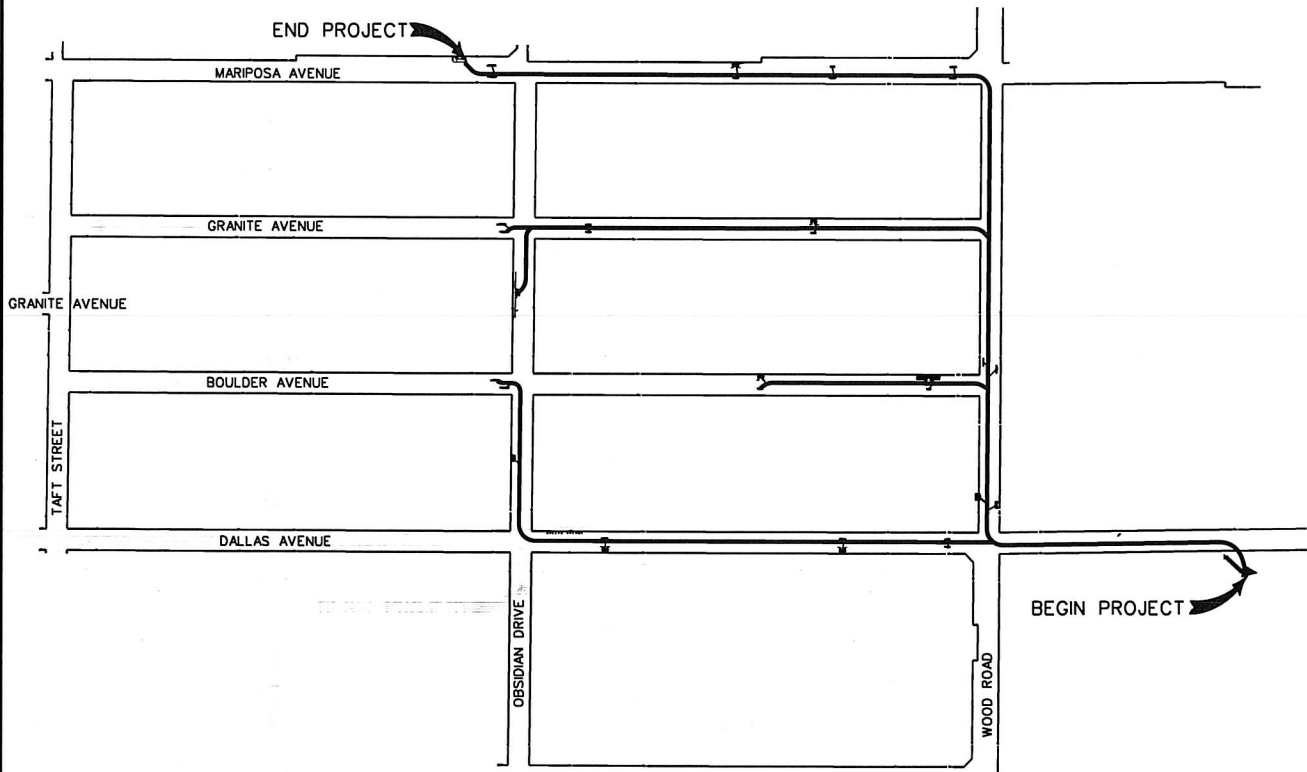 END PROJECT
MARIPOSA AVENUE
GRANITE AVENUE
GRANITE AVENUE
BOULDER AVENUE
TAFT STREET
DALLAS AVENUE
OBSIDIAN DRIVE
BEGIN PROJECT
WOOD ROAD